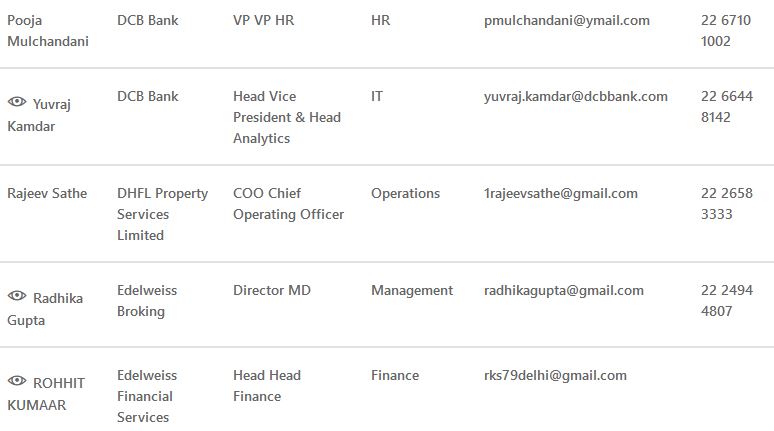 Pooja Mulchandani DCB Bank VP VP HR HR pmulchandani@ymail.com 22 6710 1002
Yuvraj Kamdar DCB Bank Head Vice President & Head Analytics IT yuvraj.kamdar@dcbbank.com 22 6644 8142
Rajeev Sathe DHFL Property Services Limited COO Chief Operating Officer Operations 1rajeevsathe@gmail.com 22 2658 3333
Radhika Gupta Edelweiss Broking Director MD Management radhikagupta@gmail.com 22 2494 4807
ROHHIT KUMAAR Edelweiss Financial Services Head Head Finance Finance rks79delhi@gmail.com